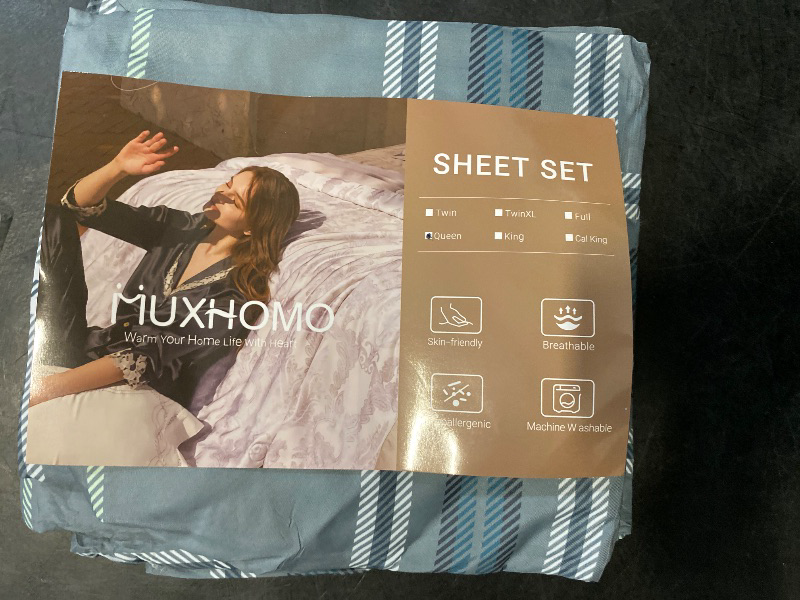 SHEET SET
Twin TwinXL Full
Queen King Cal King
MUXHOMO
Warm Your Home Life With Heart
Skin-friendly Breathable
allergenic Machine Washable